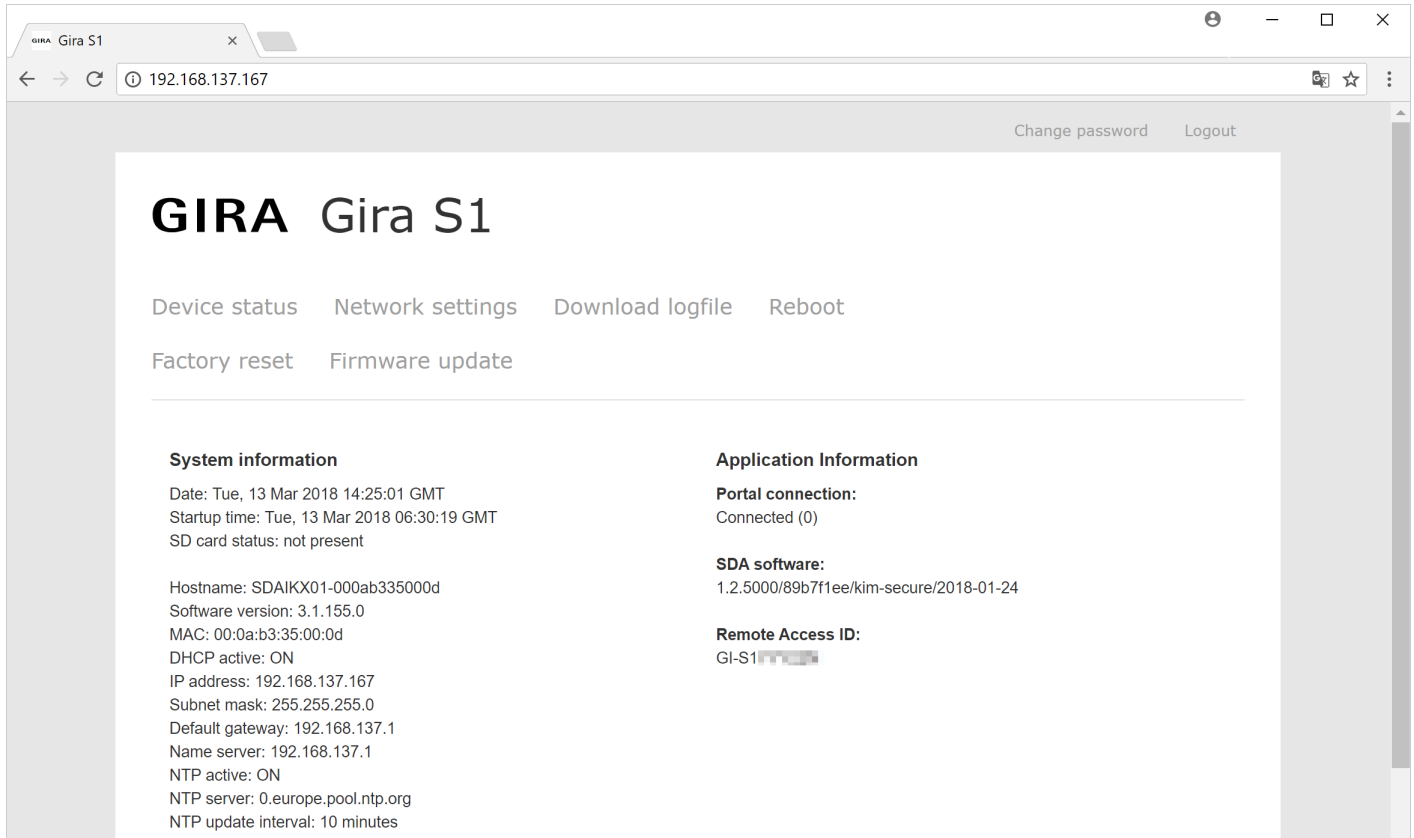 GIRA Gira S1
192.168.137.167
Change password Logout
GIRA Gira S1
Device status Network settings Download logfile Reboot
Factory reset Firmware update
System information
Date: Tue, 13 Mar 2018 14:25:01 GMT
Startup time: Tue, 13 Mar 2018 06:30:19 GMT
SD card status: not present
Hostname: SDAIKX01-000ab335000d
Software version: 3.1.155.0
MAC: 00:0a:b3:35:00:0d
DHCP active: ON
IP address: 192.168.137.167
Subnet mask: 255.255.255.0
Default gateway: 192.168.137.1
Name server: 192.168.137.1
NTP active: ON
NTP server: 0.europe.pool.ntp.org
NTP update interval: 10 minutes
Application Information
Portal connection:
Connected (0)
SDA software:
1.2.5000/89b7f1ee/kim-secure/2018-01-24
Remote Access ID:
GI-S1